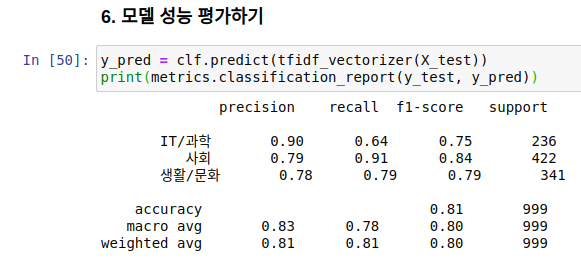 6. 모델 성능 평가하기
In [50]: y_pred = clf.predict(tfidf_vectorizer(X_test))
print(metrics.classification_report(y_test, y_pred))
precision recall f1-score support
IT/과학 0.90 0.64 0.75 236
사회 0.79 0.91 0.84 422
생활/문화 0.78 0.79 0.79 341
accuracy 0.81 999
macro avg 0.83 0.78 0.80 999
weighted avg 0.81 0.81 0.80 999